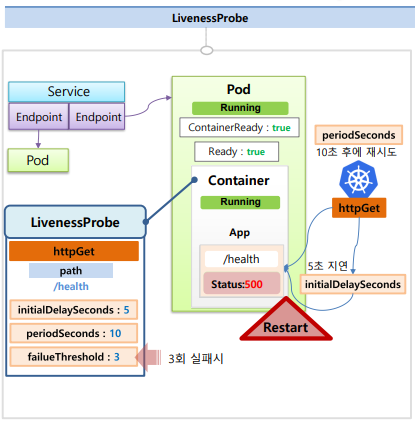 LivenessProbe
Service
Endpoint
Endpoint
Pod
Pod
Running
ContainerReady : true
Ready : true
Container
Running
App
/health
Status:500
Restart
periodSeconds
10초 후에 재시도
httpGet
5초 지연
initialDelaySeconds
LivenessProbe
httpGet
path
/health
initialDelaySeconds : 5
periodSeconds : 10
failueThreshold : 3
3회 실패시